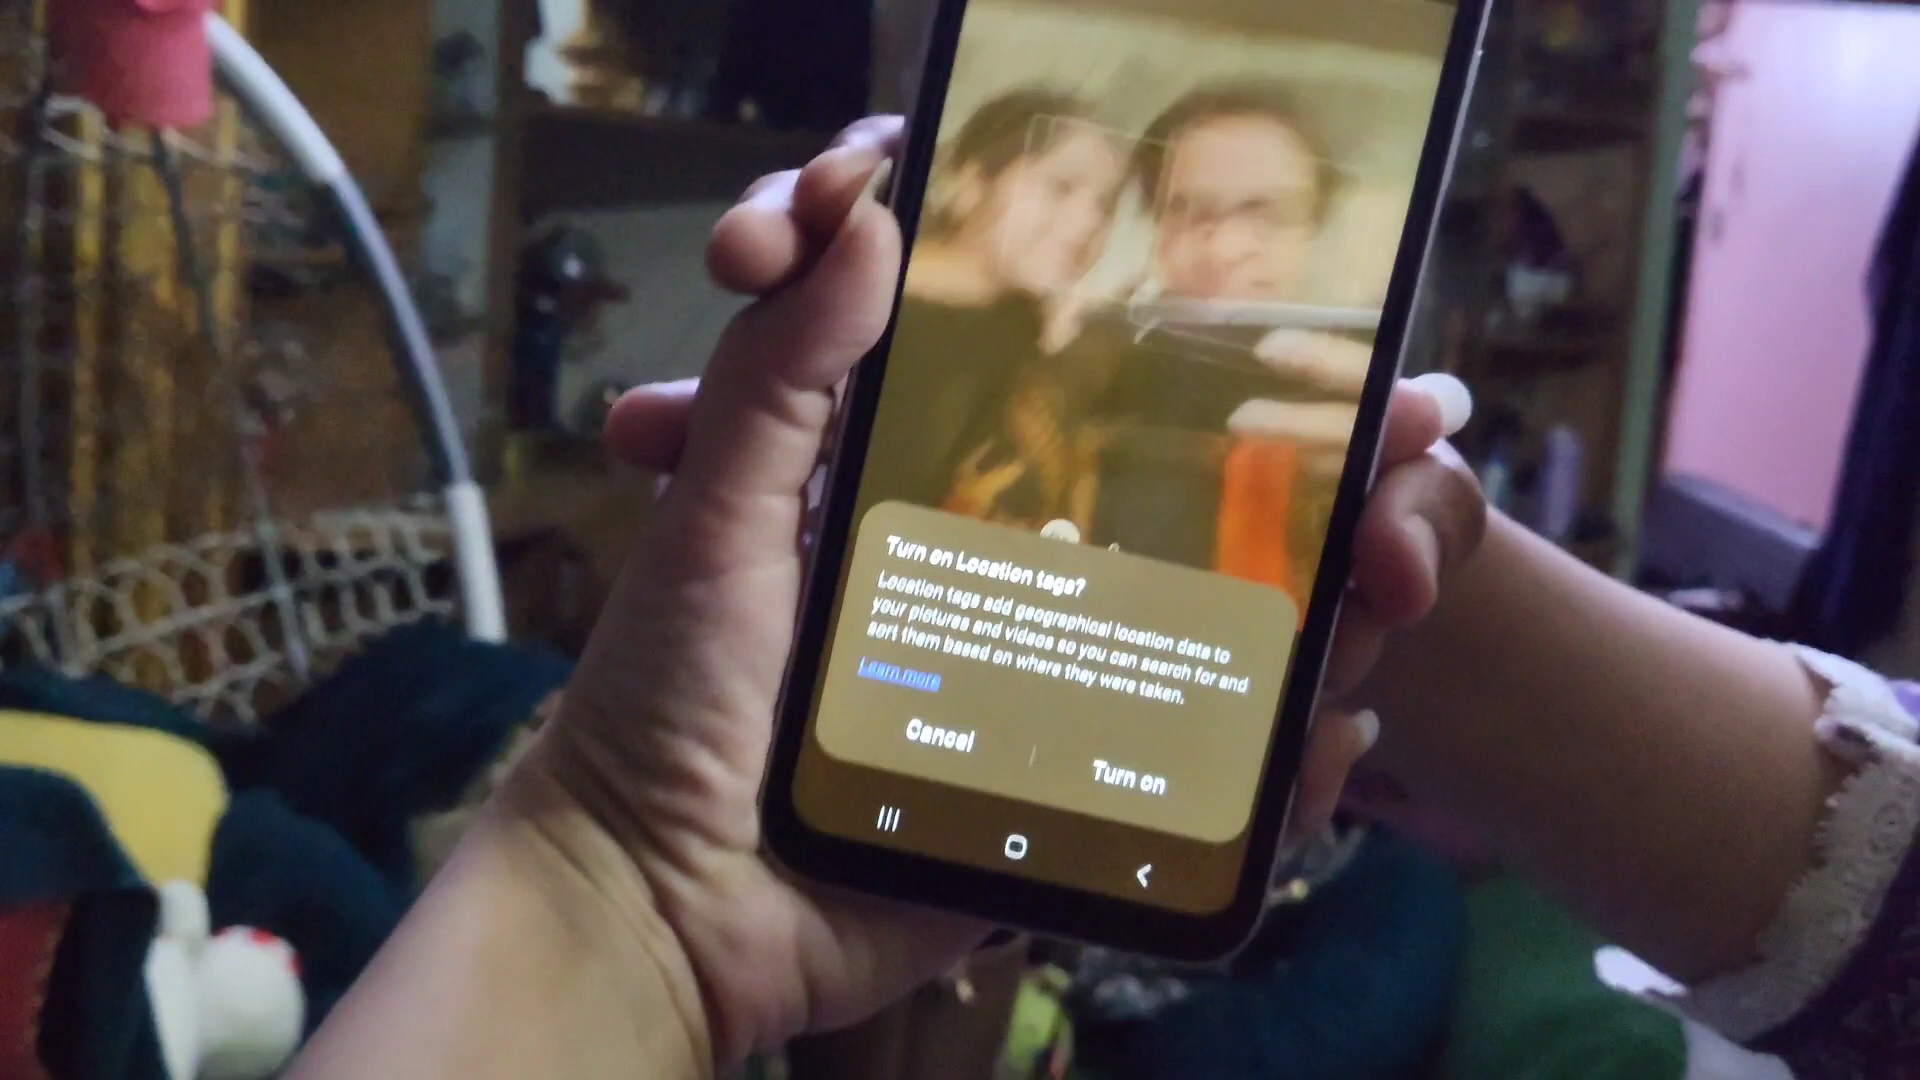 Turn on Location tags?
Location tags add geographical location data to
your pictures and videos so you can search for and
sort them based on where they were taken.
Learn more
Cancel
Turn on